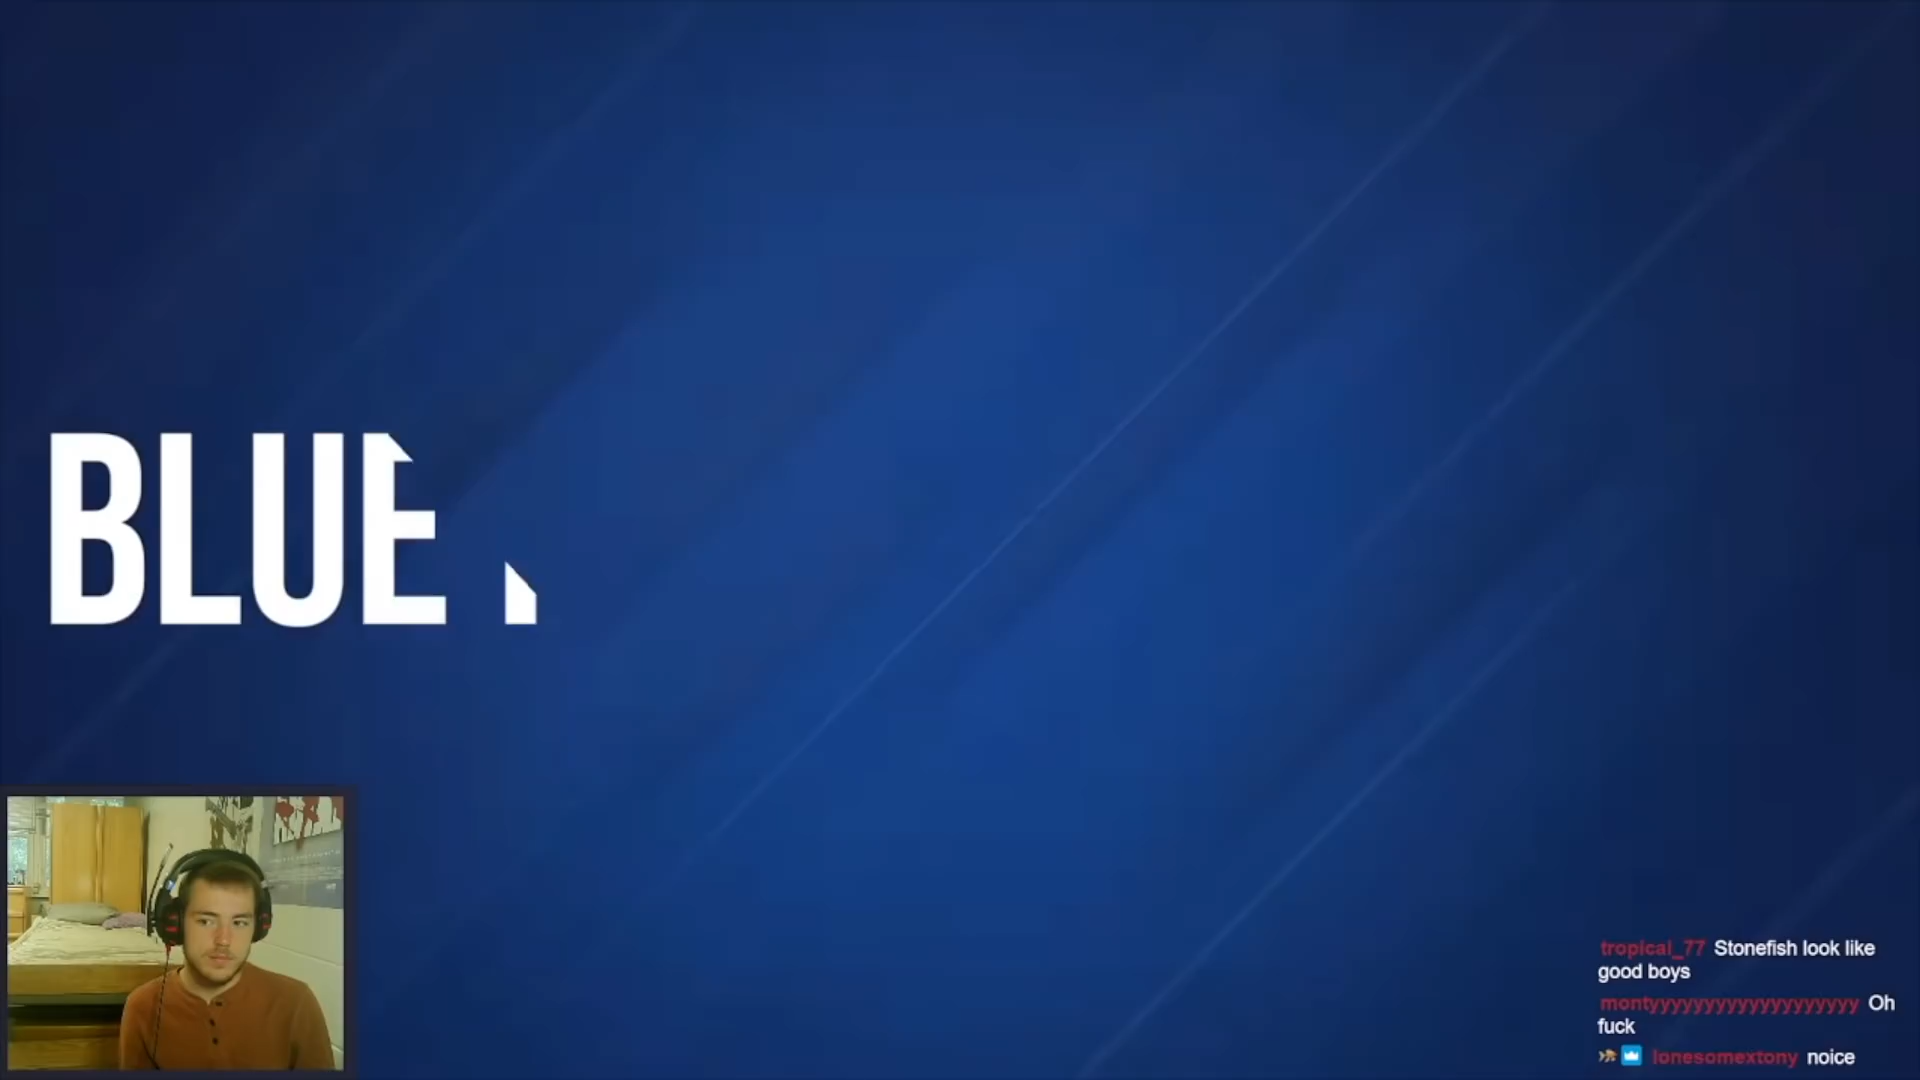 BLUE
tropical_77 Stonefish look like
good boys
montyyyyyyyyyyyyyyyyyyy Oh
fuck
lonesomextony noice